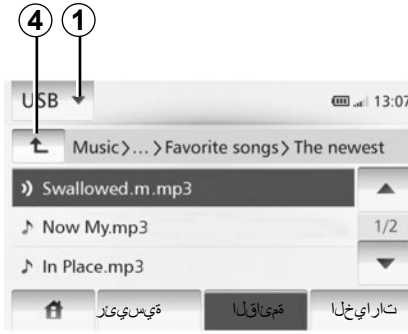 4 1
USB 13:07
Music>...>Favorite songs>The newest
Swallowed.m.mp3
Now My.mp3 1/2
In Place.mp3
رئيسية القائمة الخيارات